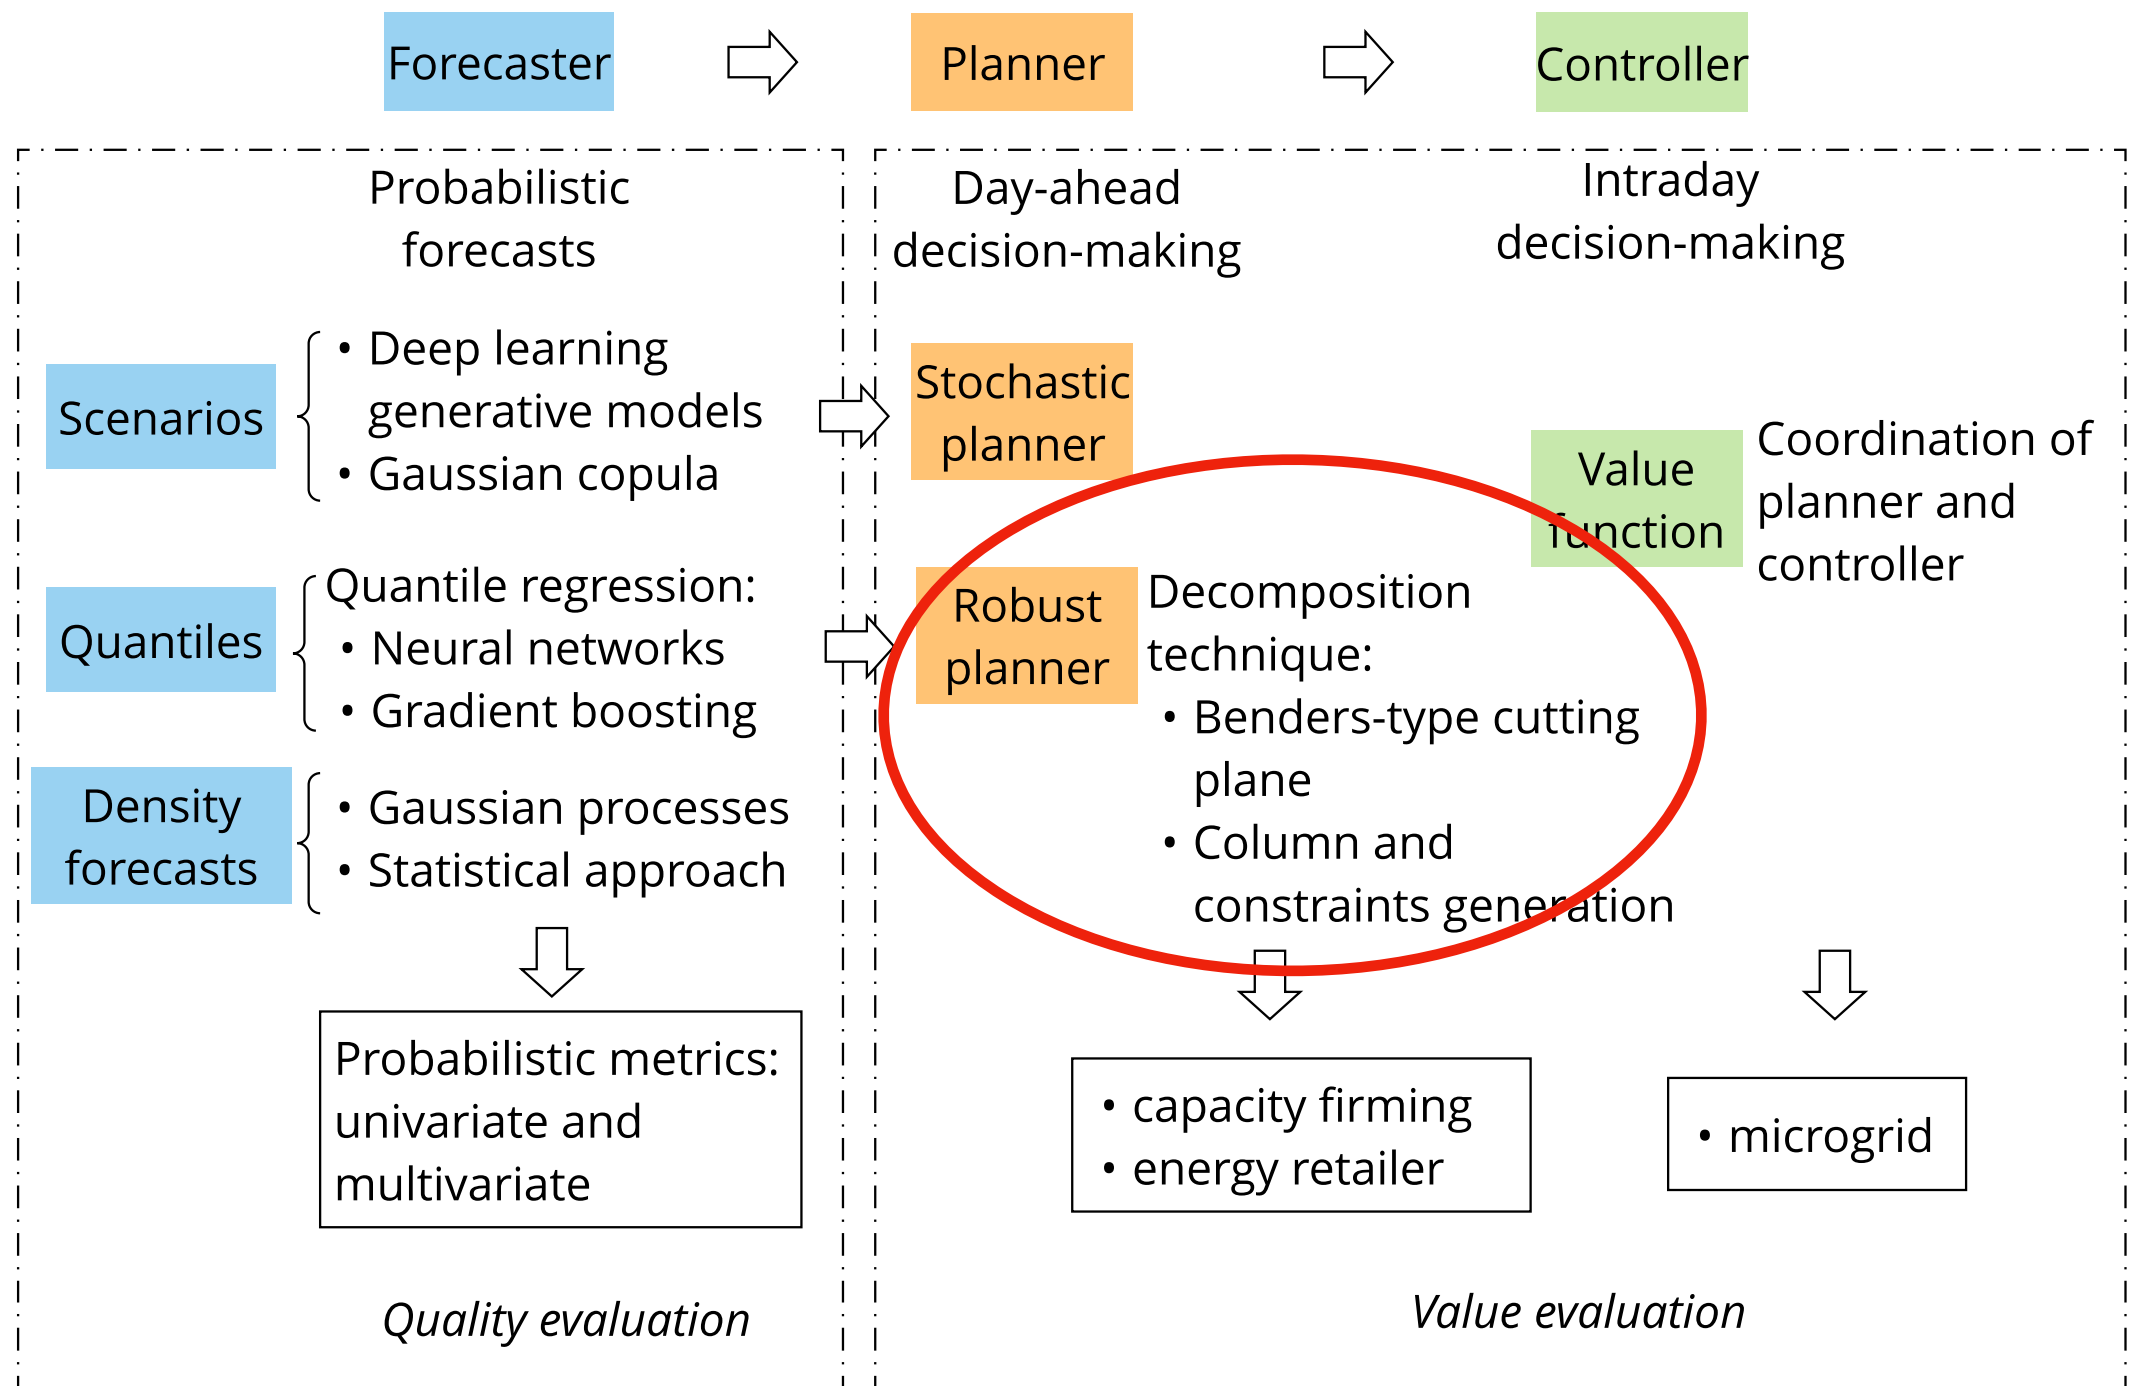 Forecaster
Planner
Controller
Probabilistic
forecasts
Scenarios
• Deep learning
generative models
• Gaussian copula
Quantiles
Quantile regression:
• Neural networks
• Gradient boosting
Density
forecasts
• Gaussian processes
• Statistical approach
Probabilistic metrics:
univariate and
multivariate
Quality evaluation
Day-ahead
decision-making
Intraday
decision-making
Stochastic
planner
Value
function
Coordination of
planner and
controller
Robust
planner
Decomposition
technique:
• Benders-type cutting
plane
• Column and
constraints generation
• capacity firming
• energy retailer
• microgrid
Value evaluation